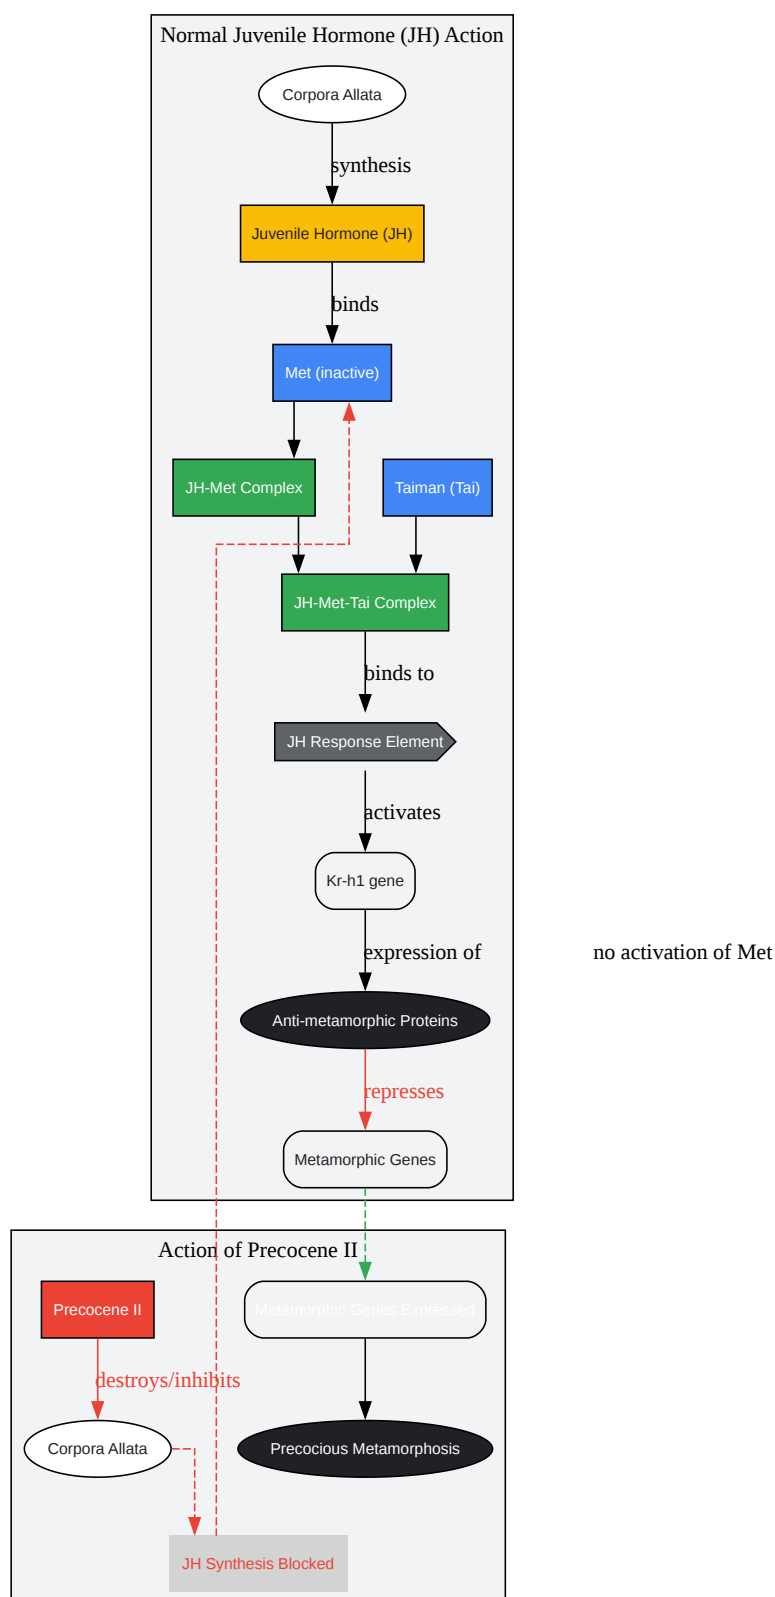 Normal Juvenile Hormone (JH) Action
Corpora Allata
synthesis
Juvenile Hormone (JH)
binds
Met (inactive)
JH-Met Complex
Taiman (Tai)
JH-Met-Tai Complex
binds to
JH Response Element
activates
Kr-h1 gene
expression of
no activation of Met
Anti-metamorphic Proteins
represses
Metamorphic Genes
Action of Precocene II
Precocene II
Metamorphic Genes Expressed
destroys/inhibits
Corpora Allata
Precocious Metamorphosis
JH Synthesis Blocked